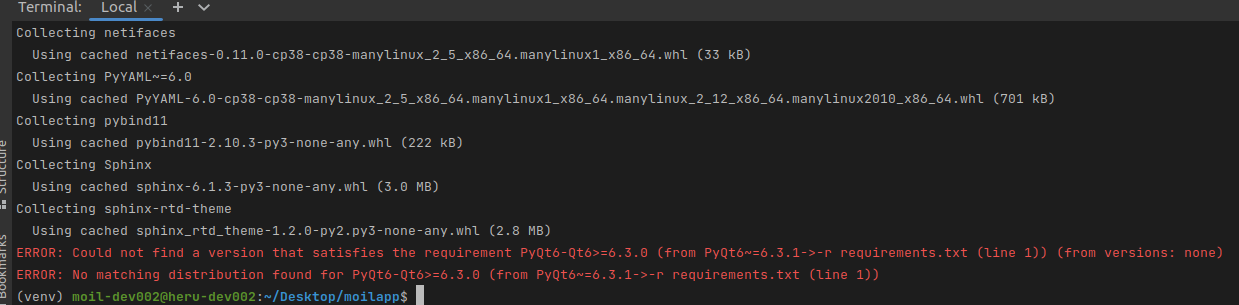 Terminal: Local × + ∨
Collecting netifaces
  Using cached netifaces-0.11.0-cp38-cp38-manylinux_2_5_x86_64.manylinux1_x86_64.whl (33 kB)
Collecting PyYAML~=6.0
  Using cached PyYAML-6.0-cp38-cp38-manylinux_2_5_x86_64.manylinux1_x86_64.manylinux_2_12_x86_64.manylinux2010_x86_64.whl (701 kB)
Collecting pybind11
  Using cached pybind11-2.10.3-py3-none-any.whl (222 kB)
Collecting Sphinx
  Using cached sphinx-6.1.3-py3-none-any.whl (3.0 MB)
Collecting sphinx-rtd-theme
  Using cached sphinx_rtd_theme-1.2.0-py2.py3-none-any.whl (2.8 MB)
ERROR: Could not find a version that satisfies the requirement PyQt6-Qt6>=6.3.0 (from PyQt6~=6.3.1->-r requirements.txt (line 1)) (from versions: none)
ERROR: No matching distribution found for PyQt6-Qt6>=6.3.0 (from PyQt6~=6.3.1->-r requirements.txt (line 1))
(venv) moil-dev002@heru-dev002:~/Desktop/moilapp$
Structure
Bookmarks